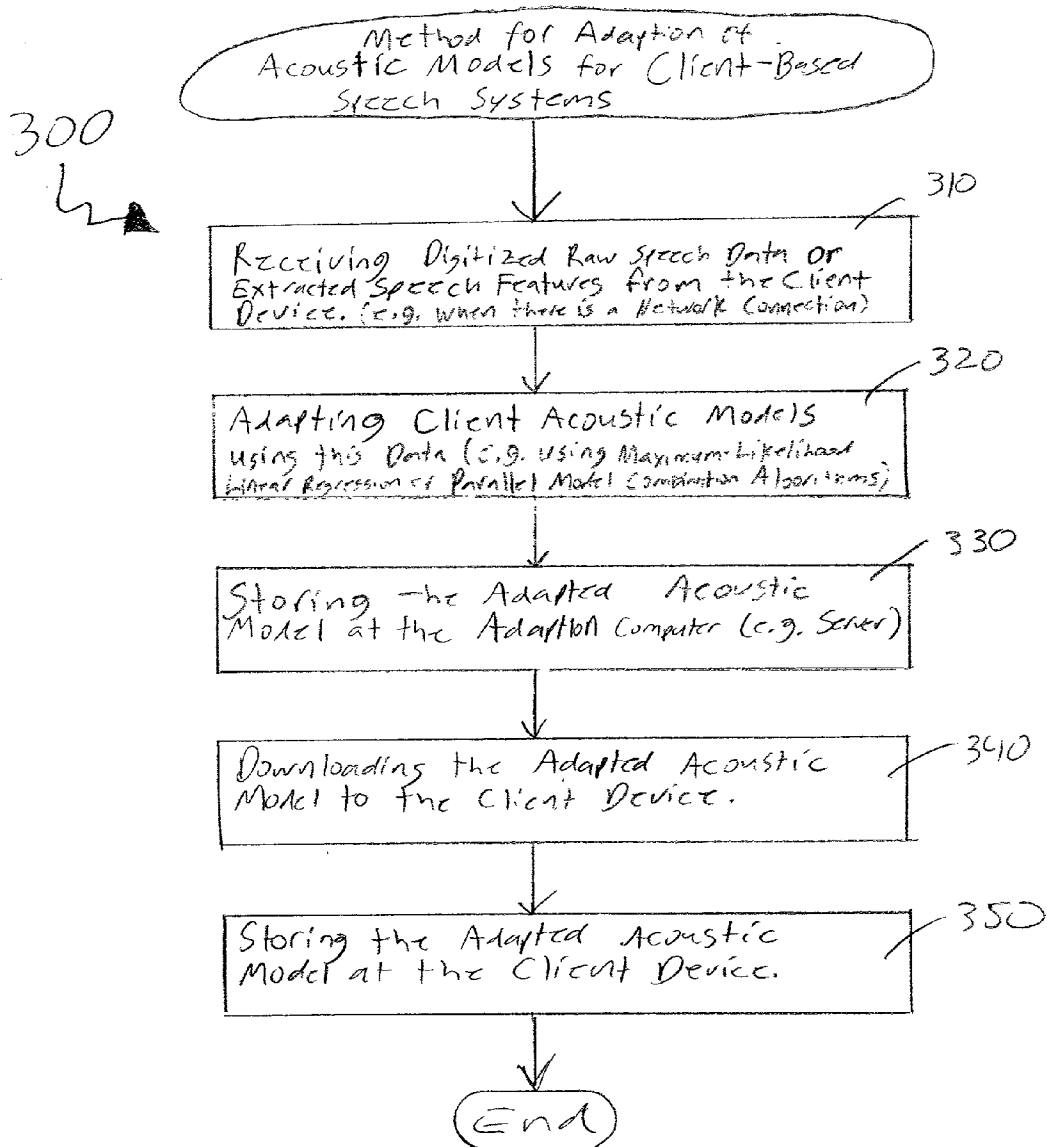 Method for Adaption of
Acoustic Models for Client-Based
Speech Systems
300
310
Receiving Digitized Raw Speech Data or
Extracted Speech Features from the Client
Device. (e.g. when there is a Network Connection)
320
Adapting Client Acoustic Models
using this Data (e.g. using Maximum-Likelihood
Linear Regression or Parallel Model Combination Algorithms)
330
Storing the Adapted Acoustic
Model at the Adaption Computer (e.g. Server)
340
Downloading the Adapted Acoustic
Model to the Client Device.
350
Storing the Adapted Acoustic
Model at the Client Device.
End